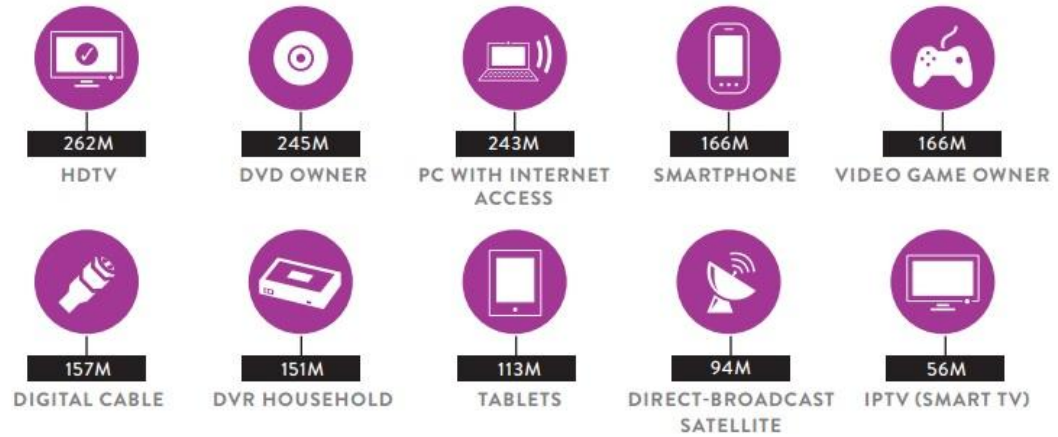 262M
HDTV
245M
DVD OWNER
243M
PC WITH INTERNET
ACCESS
166M
SMARTPHONE
166M
VIDEO GAME OWNER
157M
DIGITAL CABLE
151M
DVR HOUSEHOLD
113M
TABLETS
94M
DIRECT-BROADCAST
SATELLITE
56M
IPTV (SMART TV)